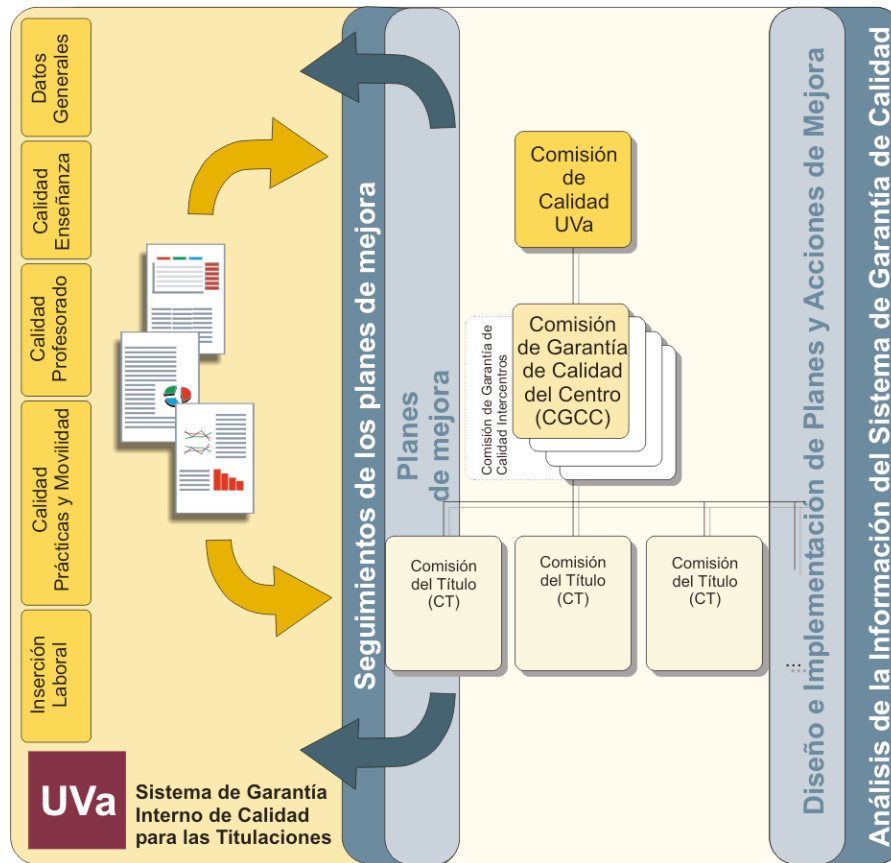 Datos
Generales
Calidad
Enseñanza
Calidad
Profesorado
Calidad
Prácticas y Movilidad
Inserción
Laboral
UVa
Sistema de Garantía
Interno de Calidad
para las Titulaciones
Seguimientos de los planes de mejora
Planes
de mejora
Comisión
de
Calidad
UVa
Comisión de Garantía de
Calidad Intercentros
Comisión
de Garantía
de Calidad
del Centro
(CGCC)
Comisión
del Título
(CT)
Comisión
del Título
(CT)
Comisión
del Título
(CT)
...
Diseño e Implementación de Planes y Acciones de Mejora
Análisis de la Información del Sistema de Garantía de Calidad